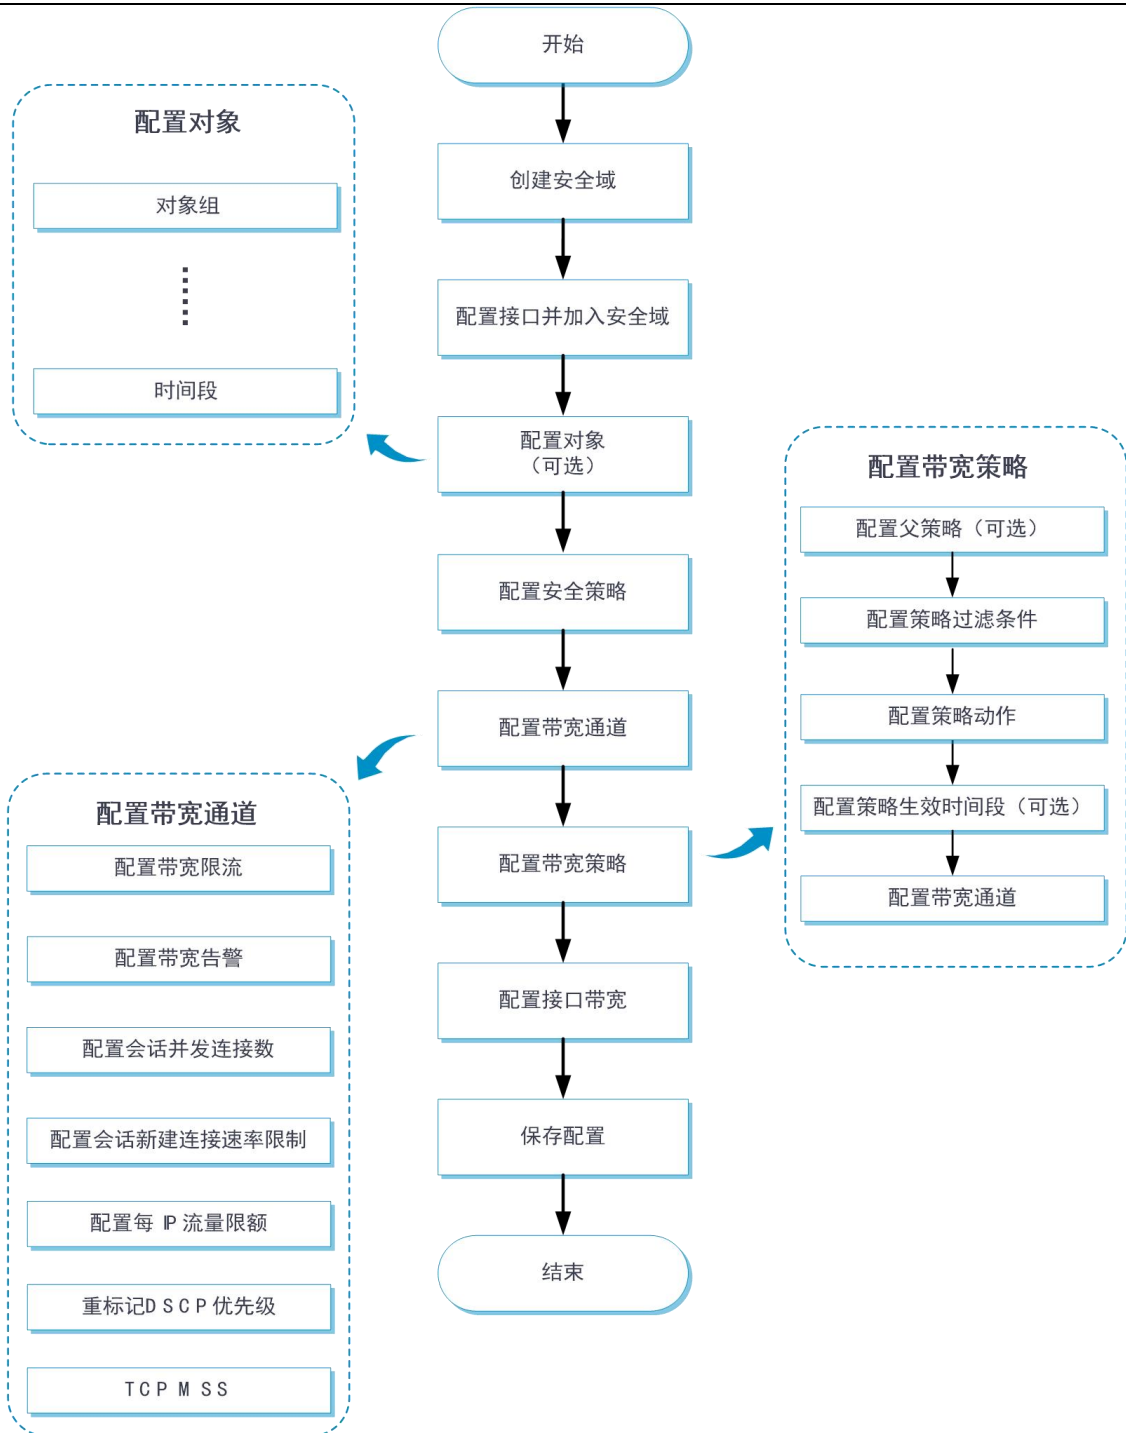 开始
创建安全域
配置接口并加入安全域
配置对象
（可选）
配置安全策略
配置带宽通道
配置带宽策略
配置接口带宽
保存配置
结束
配置对象
对象组
时间段
配置带宽策略
配置父策略（可选）
配置策略过滤条件
配置策略动作
配置策略生效时间段（可选）
配置带宽通道
配置带宽通道
配置带宽限流
配置带宽告警
配置会话并发连接数
配置会话新建连接速率限制
配置每 IP 流量限额
重标记DSCP优先级
TCP MSS